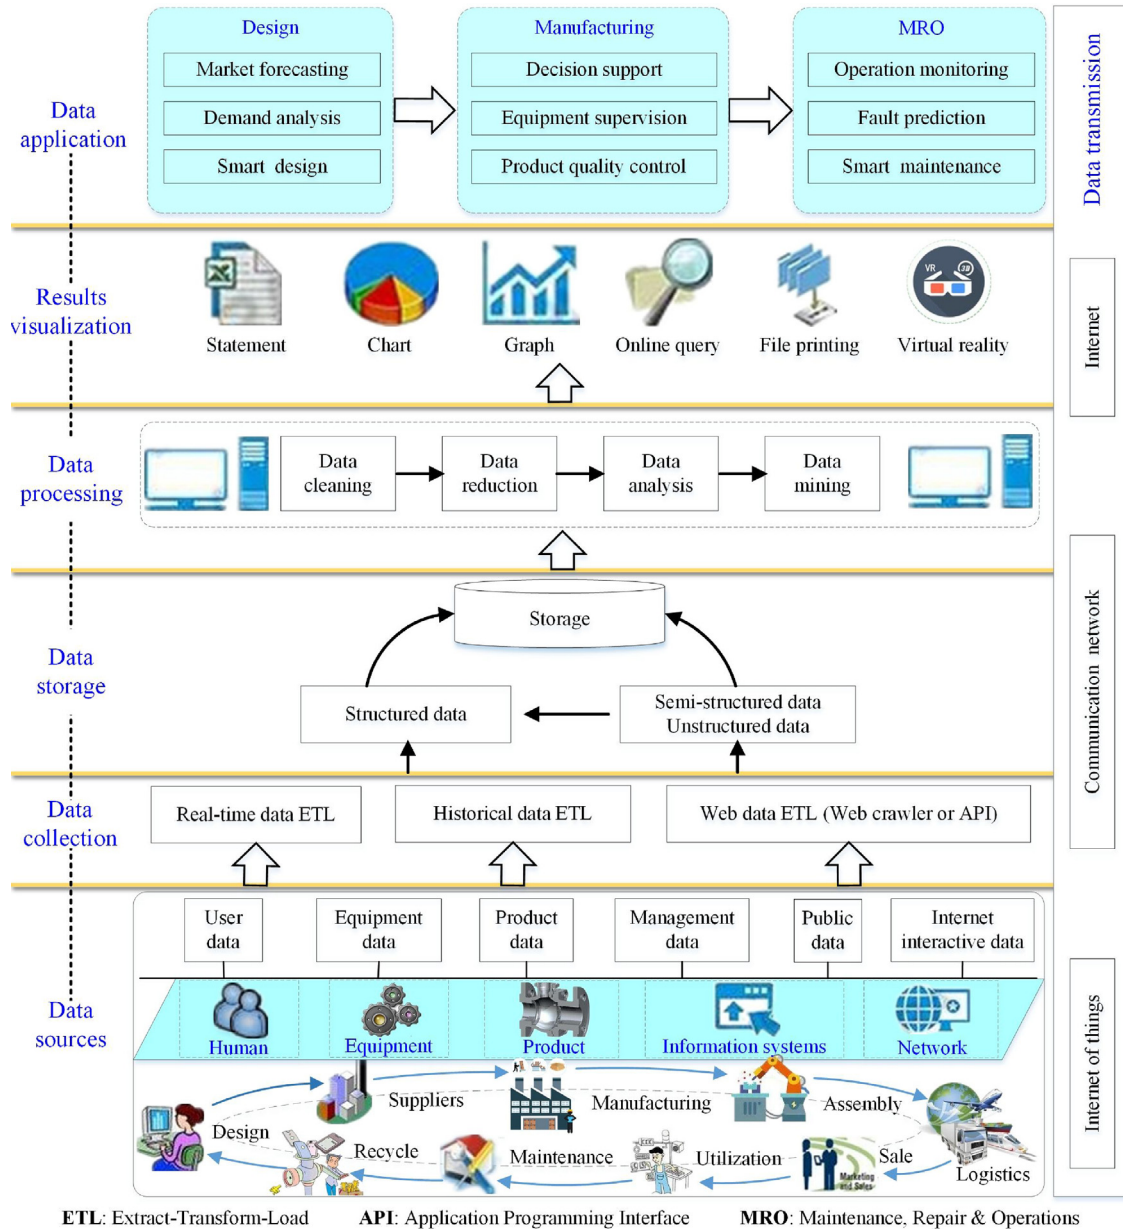 Design
Manufacturing
MRO
Market forecasting
Decision support
Operation monitoring
Data
application
Demand analysis
Equipment supervision
Fault prediction
Smart design
Product quality control
Smart maintenance
Data transmission
Results
visualization
VR
3D
Statement
Chart
Graph
Online query
File printing
Virtual reality
Internet
Data
processing
Data
cleaning
Data
reduction
Data
analysis
Data
mining
Data
storage
Storage
Structured data
Semi-structured data
Unstructured data
Communication network
Data
collection
Real-time data ETL
Historical data ETL
Web data ETL (Web crawler or API)
Data
sources
User
data
Equipment
data
Product
data
Management
data
Public
data
Internet
interactive data
Human
Equipment
Product
Information systems
Network
Internet of things
Suppliers
Manufacturing
Assembly
Design
Recycle
Maintenance
Utilization
Sale
Marketing
and Sales
Logistics
ETL: Extract-Transform-Load
API: Application Programming Interface
MRO: Maintenance, Repair & Operations